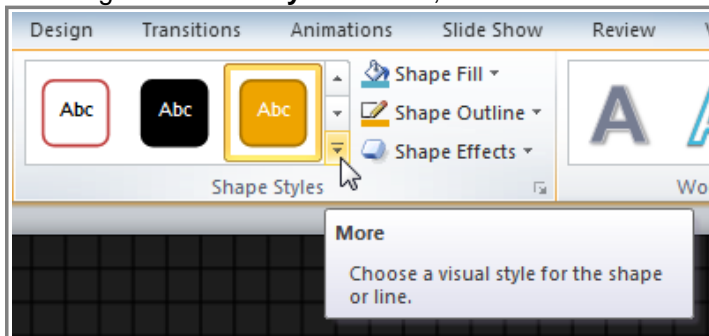 Design Transitions Animations Slide Show Review
Abc Abc Abc Shape Fill
Shape Outline
Shape Effects
A
Shape Styles Wo
More
Choose a visual style for the shape
or line.